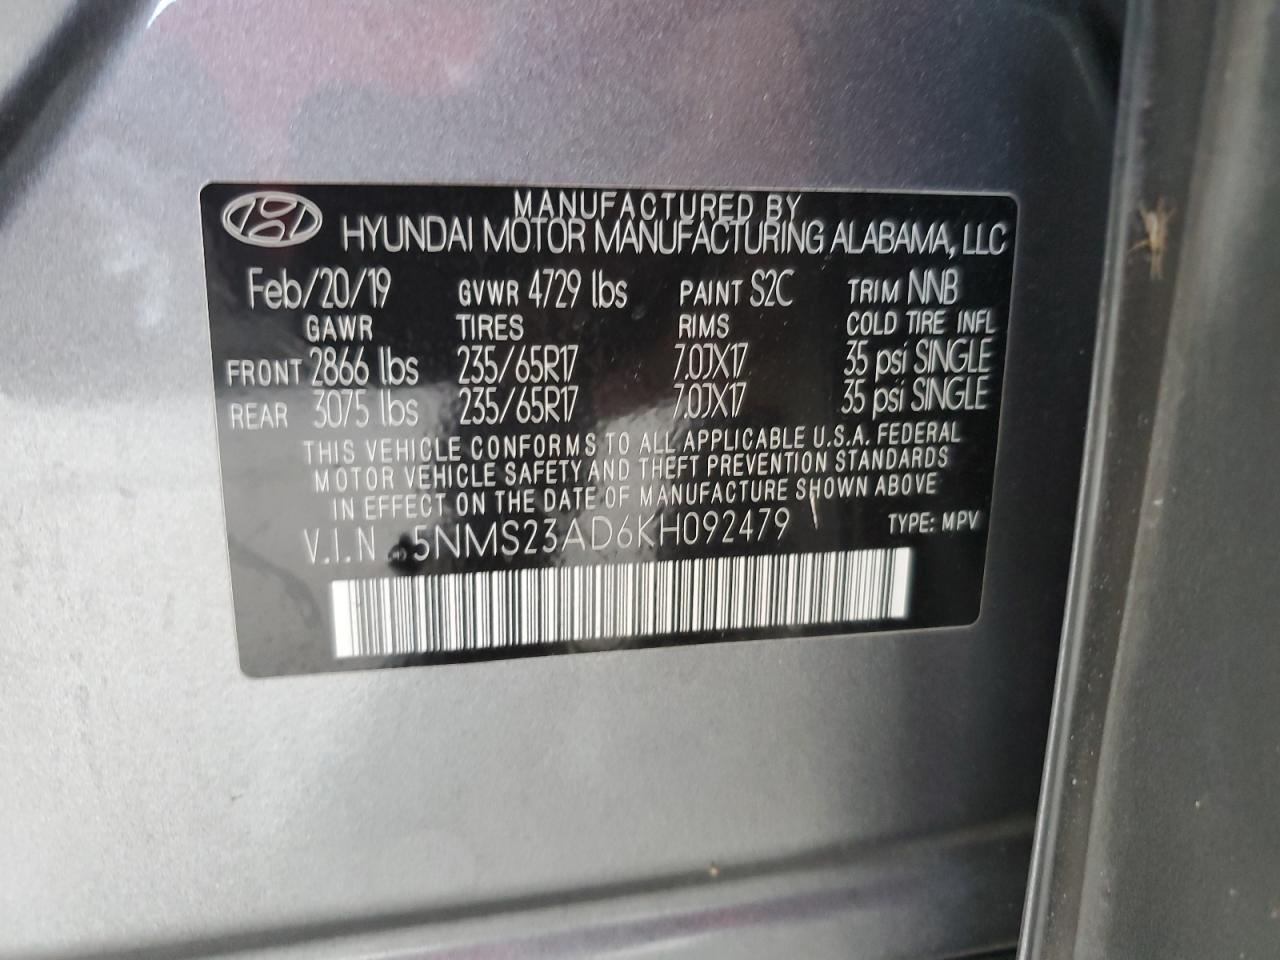 MANUFACTURED BY
HYUNDAI MOTOR MANUFACTURING ALABAMA, LLC
Feb/20/19 GVWR 4729 lbs PAINT S2C TRIM NNB
GAWR TIRES RIMS COLD TIRE INFL
FRONT 2866 lbs 235/65R17 7.0JX17 35 psi SINGLE
REAR 3075 lbs 235/65R17 7.0JX17 35 psi SINGLE
THIS VEHICLE CONFORMS TO ALL APPLICABLE U.S.A. FEDERAL
MOTOR VEHICLE SAFETY AND THEFT PREVENTION STANDARDS
IN EFFECT ON THE DATE OF MANUFACTURE SHOWN ABOVE
V.I.N 5NMS23AD6KH092479 TYPE: MPV